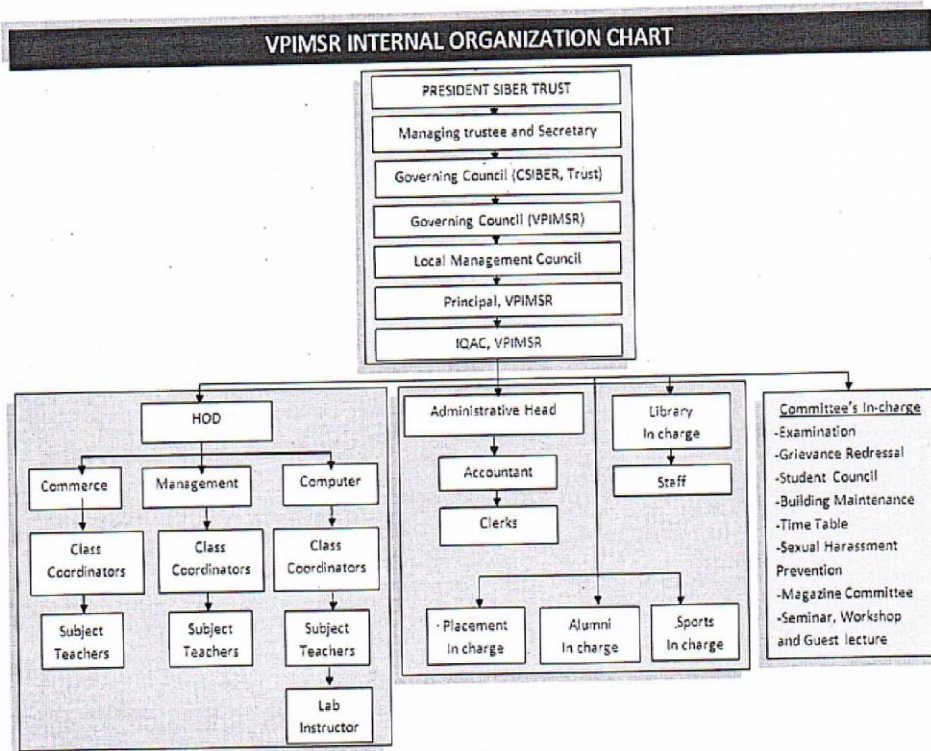 VPIMSR INTERNAL ORGANIZATION CHART
PRESIDENT SIBER TRUST
Managing trustee and Secretary
Governing Council (CSIBER, Trust)
Governing Council (VPIMSR)
Local Management Council
Principal, VPIMSR
IQAC, VPIMSR
HOD
Commerce
Management
Computer
Class
Coordinators
Class
Coordinators
Class
Coordinators
Subject
Teachers
Subject
Teachers
Subject
Teachers
Lab
Instructor
Administrative Head
Accountant
Clerks
Library
In charge
Staff
Placement
In charge
Alumni
In charge
Sports
In charge
Committee's In-charge
-Examination
-Grievance Redressal
-Student Council
-Building Maintenance
-Time Table
-Sexual Harassment
Prevention
-Magazine Committee
-Seminar, Workshop
and Guest lecture